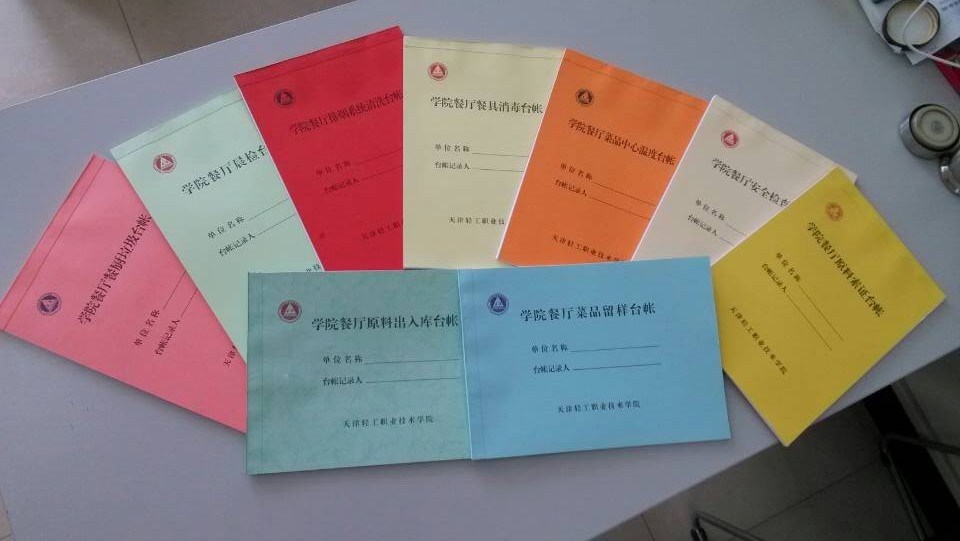 学院餐厅餐厨垃圾台帐
单位名称
台帐记录人
天津
学院餐厅晨检台
单位名称
台帐记录人
学院餐厅排烟系统清洗台帐
单位名称
台帐记录人
天津轻工
学院餐厅餐具消毒台帐
单位名称
台帐记录人
天津轻工职业技
学院餐厅菜品中心温度台帐
单位名称
台帐记录人
天津轻工职业技术学
学院餐厅安全检查
单位名称
台帐记录人
学院餐厅原料索证台帐
单位名称
台帐记录人
天津轻工职业技术学院
学院餐厅原料出入库台帐
单位名称
台帐记录人
天津轻工职业技术学院
学院餐厅菜品留样台帐
单位名称
台帐记录人
天津轻工职业技术学院